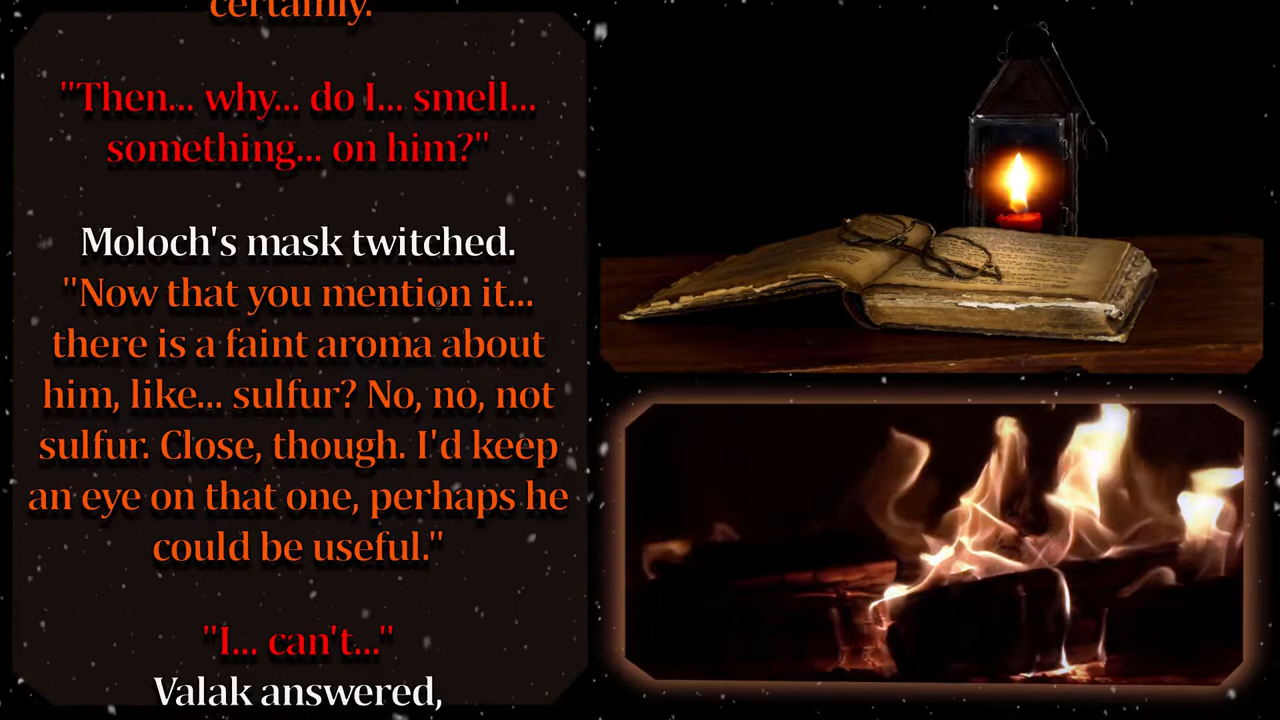 certainly.
"Then... why... do I... smell...
something... on him?"
Moloch's mask twitched.
"Now that you mention it...
there is a faint aroma about
him, like... sulfur? No, no, not
sulfur. Close, though. I'd keep
an eye on that one, perhaps he
could be useful."
"I... can't..."
Valak answered,